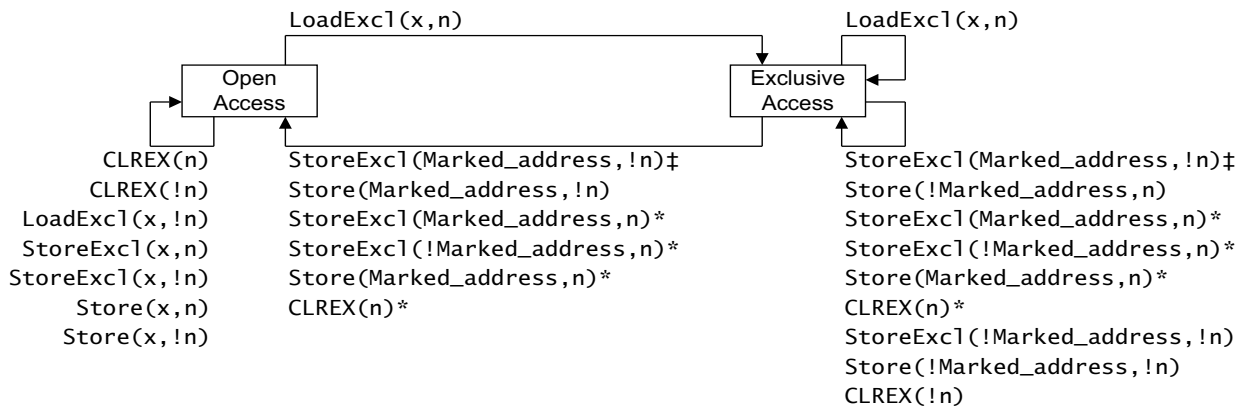 LoadExcl(x,n)
LoadExcl(x,n)
Open
Access
Exclusive
Access
CLREX(n)
CLREX(!n)
LoadExcl(x,!n)
StoreExcl(x,n)
StoreExcl(x,!n)
Store(x,n)
Store(x,!n)
StoreExcl(Marked_address,!n)‡
Store(Marked_address,!n)
StoreExcl(Marked_address,n)*
StoreExcl(!Marked_address,n)*
Store(Marked_address,n)*
CLREX(n)*
StoreExcl(Marked_address,!n)‡
Store(!Marked_address,n)
StoreExcl(Marked_address,n)*
StoreExcl(!Marked_address,n)*
Store(Marked_address,n)*
CLREX(n)*
StoreExcl(!Marked_address,!n)
Store(!Marked_address,!n)
CLREX(!n)